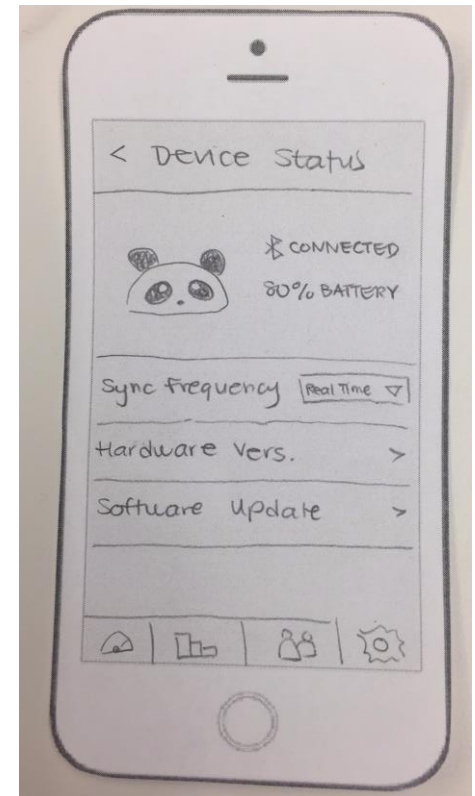 < Device Status
CONNECTED
80% BATTERY
Sync Frequency Real Time
Hardware Vers. >
Software Update >